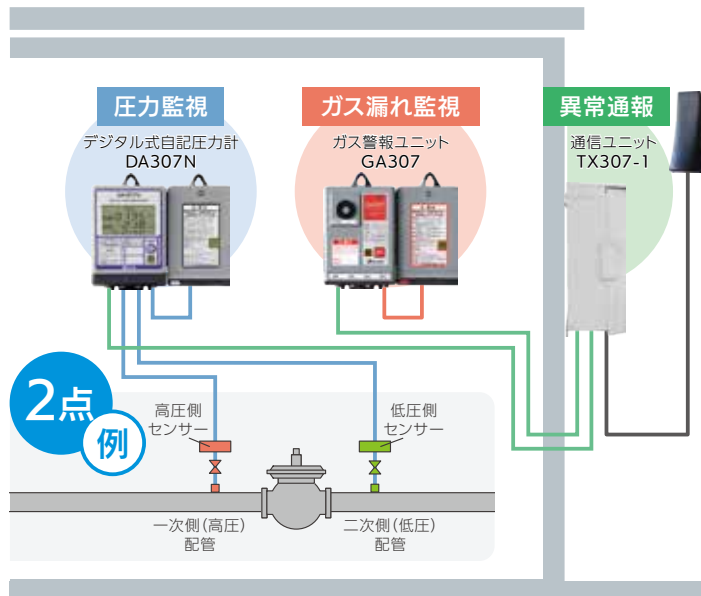 圧力監視
デジタル式自記圧力計
DA307N
ガス漏れ監視
ガス警報ユニット
GA307
異常通報
通信ユニット
TX307-1
2点
例
高圧側
センサー
低圧側
センサー
一次側(高圧)
配管
二次側(低圧)
配管